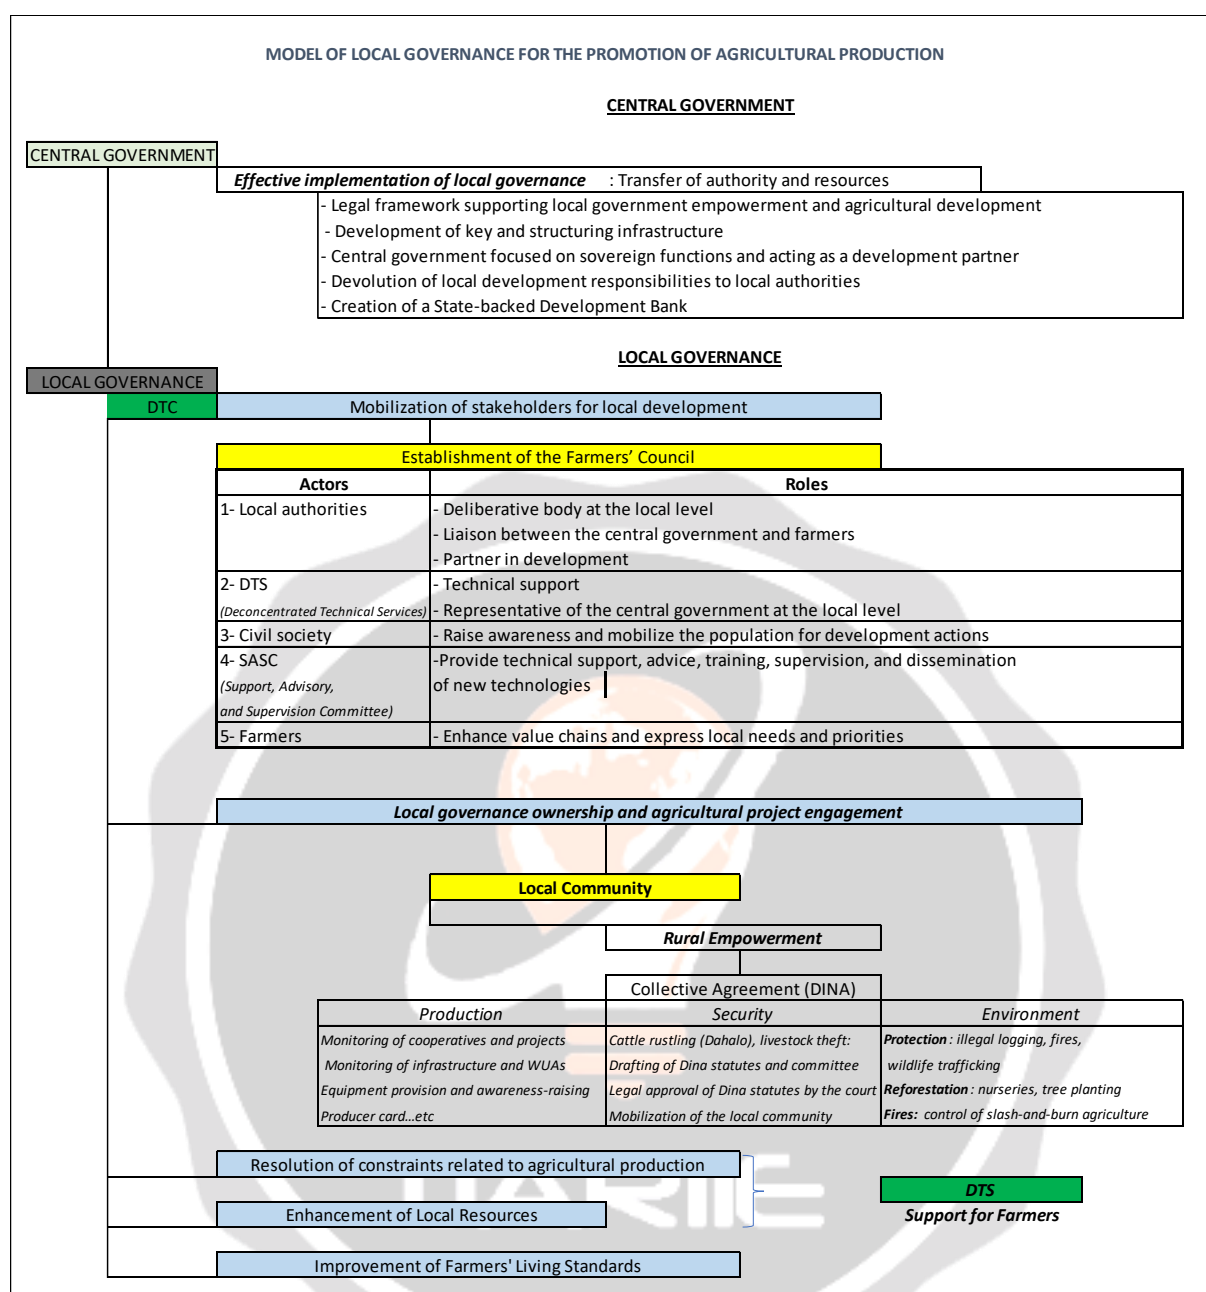 MODEL OF LOCAL GOVERNANCE FOR THE PROMOTION OF AGRICULTURAL PRODUCTION
CENTRAL GOVERNMENT
CENTRAL GOVERNMENT
Effective implementation of local governance : Transfer of authority and resources
- Legal framework supporting local government empowerment and agricultural development
- Development of key and structuring infrastructure
- Central government focused on sovereign functions and acting as a development partner
- Devolution of local development responsibilities to local authorities
- Creation of a State-backed Development Bank
LOCAL GOVERNANCE
LOCAL GOVERNANCE
DTC Mobilization of stakeholders for local development
Establishment of the Farmers’ Council
Actors Roles
1- Local authorities - Deliberative body at the local level
- Liaison between the central government and farmers
- Partner in development
2- DTS - Technical support
(Deconcentrated Technical Services) - Representative of the central government at the local level
3- Civil society - Raise awareness and mobilize the population for development actions
4- SASC -Provide technical support, advice, training, supervision, and dissemination
(Support, Advisory, of new technologies
and Supervision Committee)
5- Farmers - Enhance value chains and express local needs and priorities
Local governance ownership and agricultural project engagement
Local Community
Rural Empowerment
Collective Agreement (DINA)
Production Security Environment
Monitoring of cooperatives and projects Cattle rustling (Dahalo), livestock theft: Protection : illegal logging, fires,
Monitoring of infrastructure and WUAs Drafting of Dina statutes and committee wildlife trafficking
Equipment provision and awareness-raising Legal approval of Dina statutes by the court Reforestation : nurseries, tree planting
Producer card...etc Mobilization of the local community Fires: control of slash-and-burn agriculture
Resolution of constraints related to agricultural production
DTS
Enhancement of Local Resources Support for Farmers
Improvement of Farmers' Living Standards